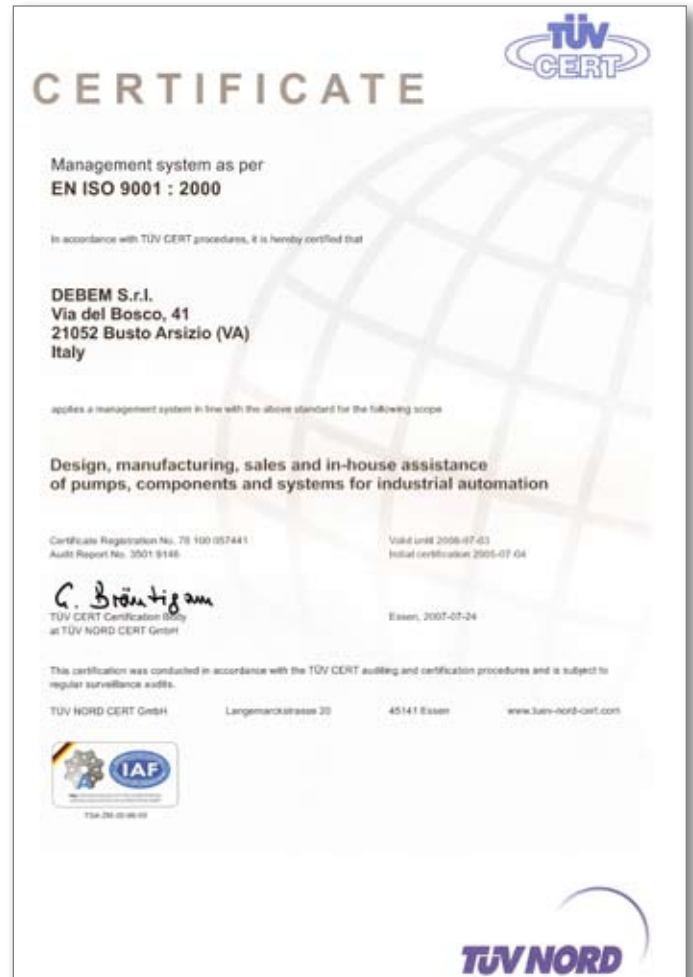 TÜV
CERT
CERTIFICATE
Management system as per
EN ISO 9001 : 2000
In accordance with TÜV CERT procedures, it is hereby certified that
DEBEM S.r.l.
Via del Bosco, 41
21052 Busto Arsizio (VA)
Italy
applies a management system in line with the above standard for the following scope
Design, manufacturing, sales and in-house assistance
of pumps, components and systems for industrial automation
Certificate Registration No. 78 100 057441
Audit Report No. 3501 9146
Valid until 2008-07-03
Initial certification 2005-07-04
G. Bräutigam
TÜV CERT Certification Body
at TÜV NORD CERT GmbH
Essen, 2007-07-24
This certification was conducted in accordance with the TÜV CERT auditing and certification procedures and is subject to
regular surveillance audits.
TÜV NORD CERT GmbH Langemarckstrasse 20 45141 Essen www.tuev-nord-cert.com
IAF
TÜV NORD